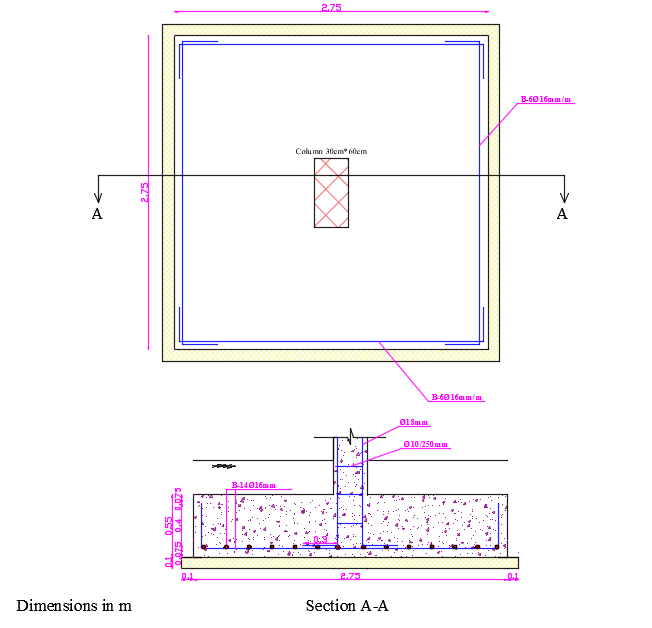 2.75
B-6Ø16mm/m
Column 30cm*60cm
A
A
2.75
B-6Ø16mm/m
Ø18mm
Ø10/250mm
B-14Ø16mm
0.075
0.55
0.4
0.3
0.075
0.1
0.1
2.75
0.1
Dimensions in m
Section A-A